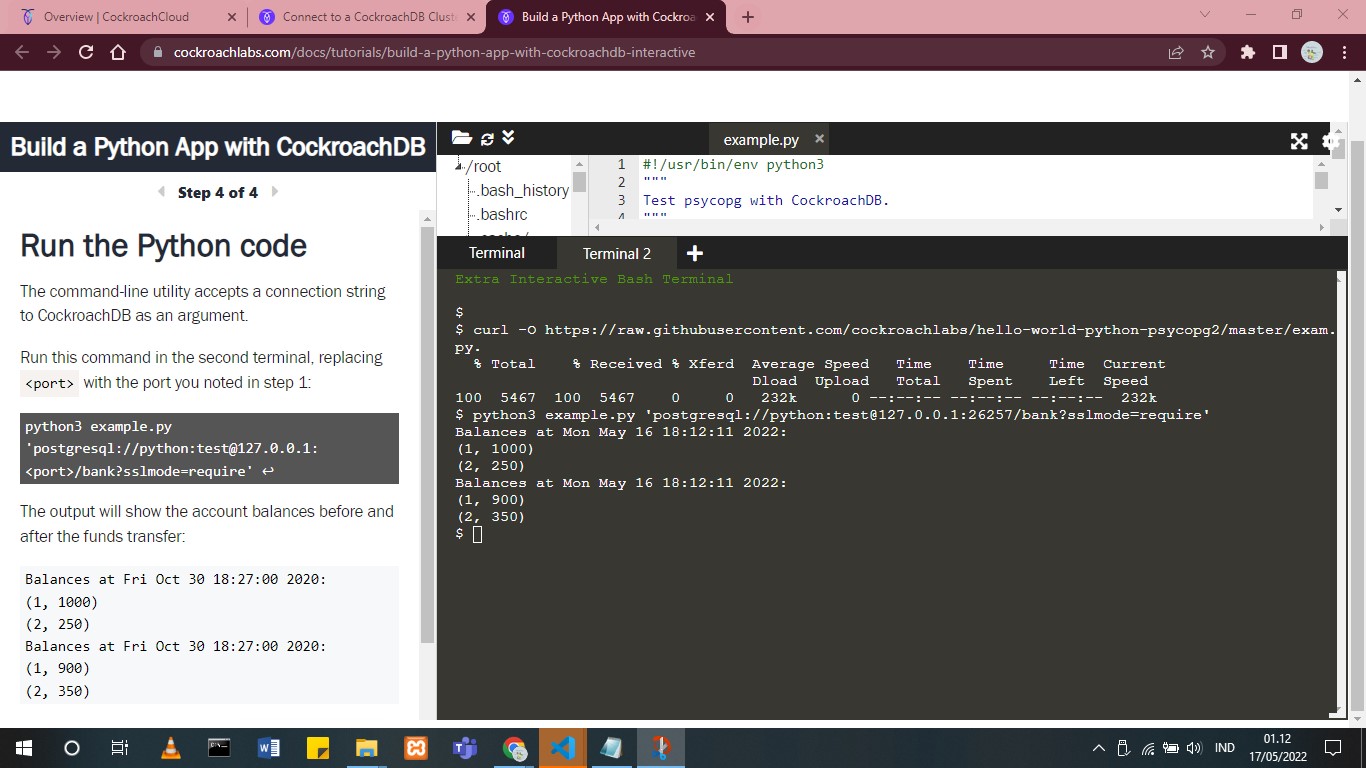 Overview | CockroachCloud
Connect to a CockroachDB Clust
Build a Python App with Cockroa
cockroachlabs.com/docs/tutorials/build-a-python-app-with-cockroachdb-interactive
Build a Python App with CockroachDB
Step 4 of 4
Run the Python code
The command-line utility accepts a connection string
to CockroachDB as an argument.
Run this command in the second terminal, replacing
<port> with the port you noted in step 1:
python3 example.py
'postgresql://python:test@127.0.0.1:
<port>/bank?sslmode=require' ↩
The output will show the account balances before and
after the funds transfer:
Balances at Fri Oct 30 18:27:00 2020:
(1, 1000)
(2, 250)
Balances at Fri Oct 30 18:27:00 2020:
(1, 900)
(2, 350)
example.py
/root
.bash_history
.bashrc
1 #!/usr/bin/env python3
2 """
3 Test psycopg with CockroachDB.
4 """
Terminal
Terminal 2
Extra Interactive Bash Terminal
$
$ curl -O https://raw.githubusercontent.com/cockroachlabs/hello-world-python-psycopg2/master/exam.
py.
% Total % Received % Xferd Average Speed Time Time Time Current
Dload Upload Total Spent Left Speed
100 5467 100 5467 0 0 232k 0 --:--:-- --:--:-- --:--:-- 232k
$ python3 example.py 'postgresql://python:test@127.0.0.1:26257/bank?sslmode=require'
Balances at Mon May 16 18:12:11 2022:
(1, 1000)
(2, 250)
Balances at Mon May 16 18:12:11 2022:
(1, 900)
(2, 350)
$
IND
01.12
17/05/2022